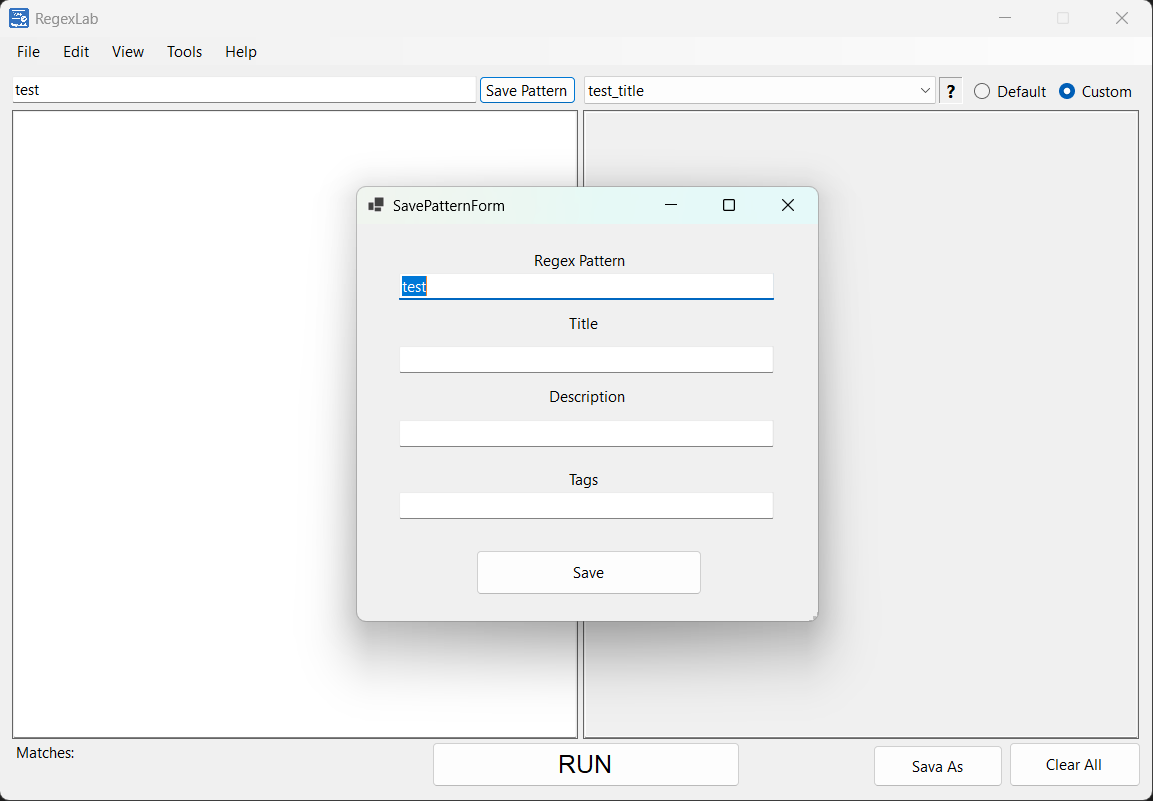 RegexLab
File Edit View Tools Help
test Save Pattern test_title ? Default Custom
SavePatternForm
Regex Pattern
test
Title
Description
Tags
Save
Matches:
RUN
Sava As
Clear All